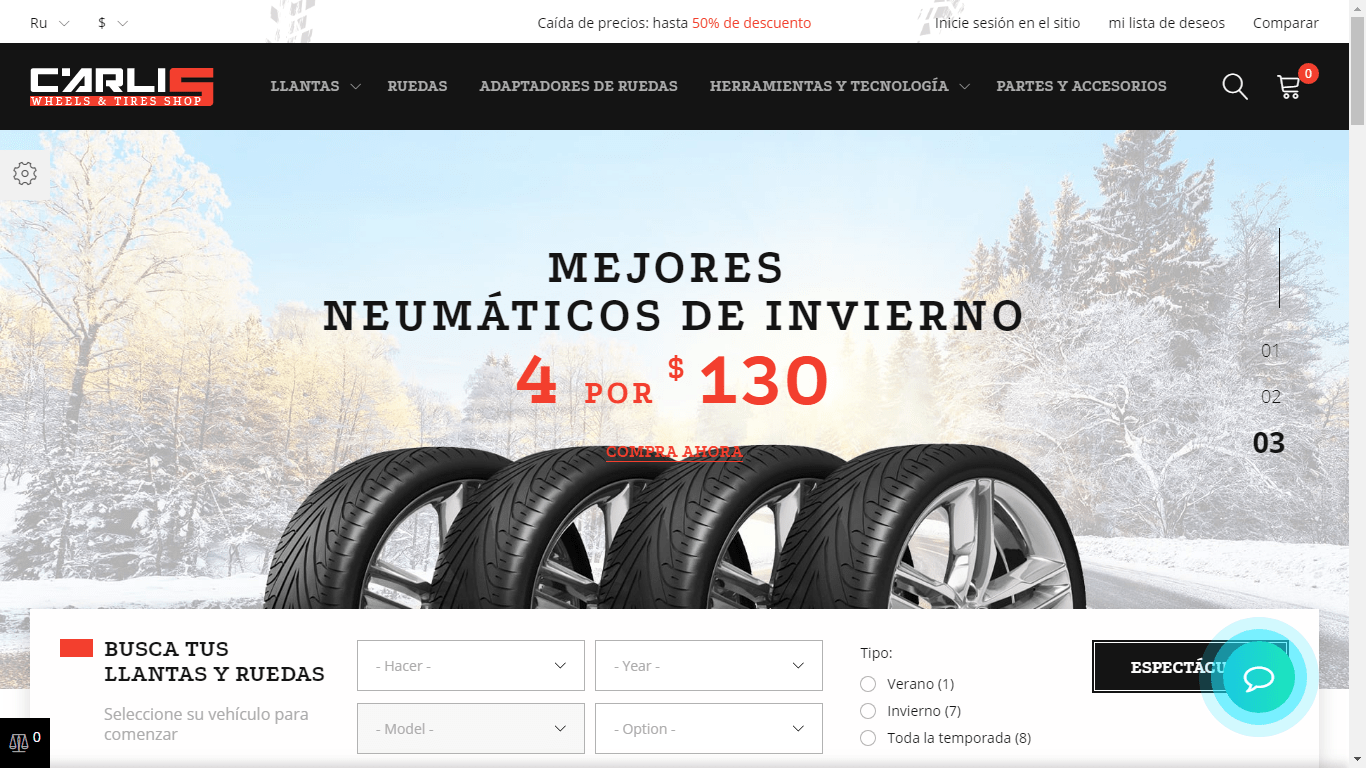 Ru $ Caída de precios: hasta 50% de descuento Inicie sesión en el sitio mi lista de deseos Comparar
CARLIS
WHEELS & TIRES SHOP
LLANTAS RUEDAS ADAPTADORES DE RUEDAS HERRAMIENTAS Y TECNOLOGÍA PARTES Y ACCESORIOS 0
MEJORES
NEUMÁTICOS DE INVIERNO
4 POR $130
COMPRA AHORA
01
02
03
BUSCA TUS
LLANTAS Y RUEDAS
Seleccione su vehículo para
comenzar
- Hacer - - Year -
- Model - - Option -
Tipo:
Verano (1)
Invierno (7)
Toda la temporada (8)
0